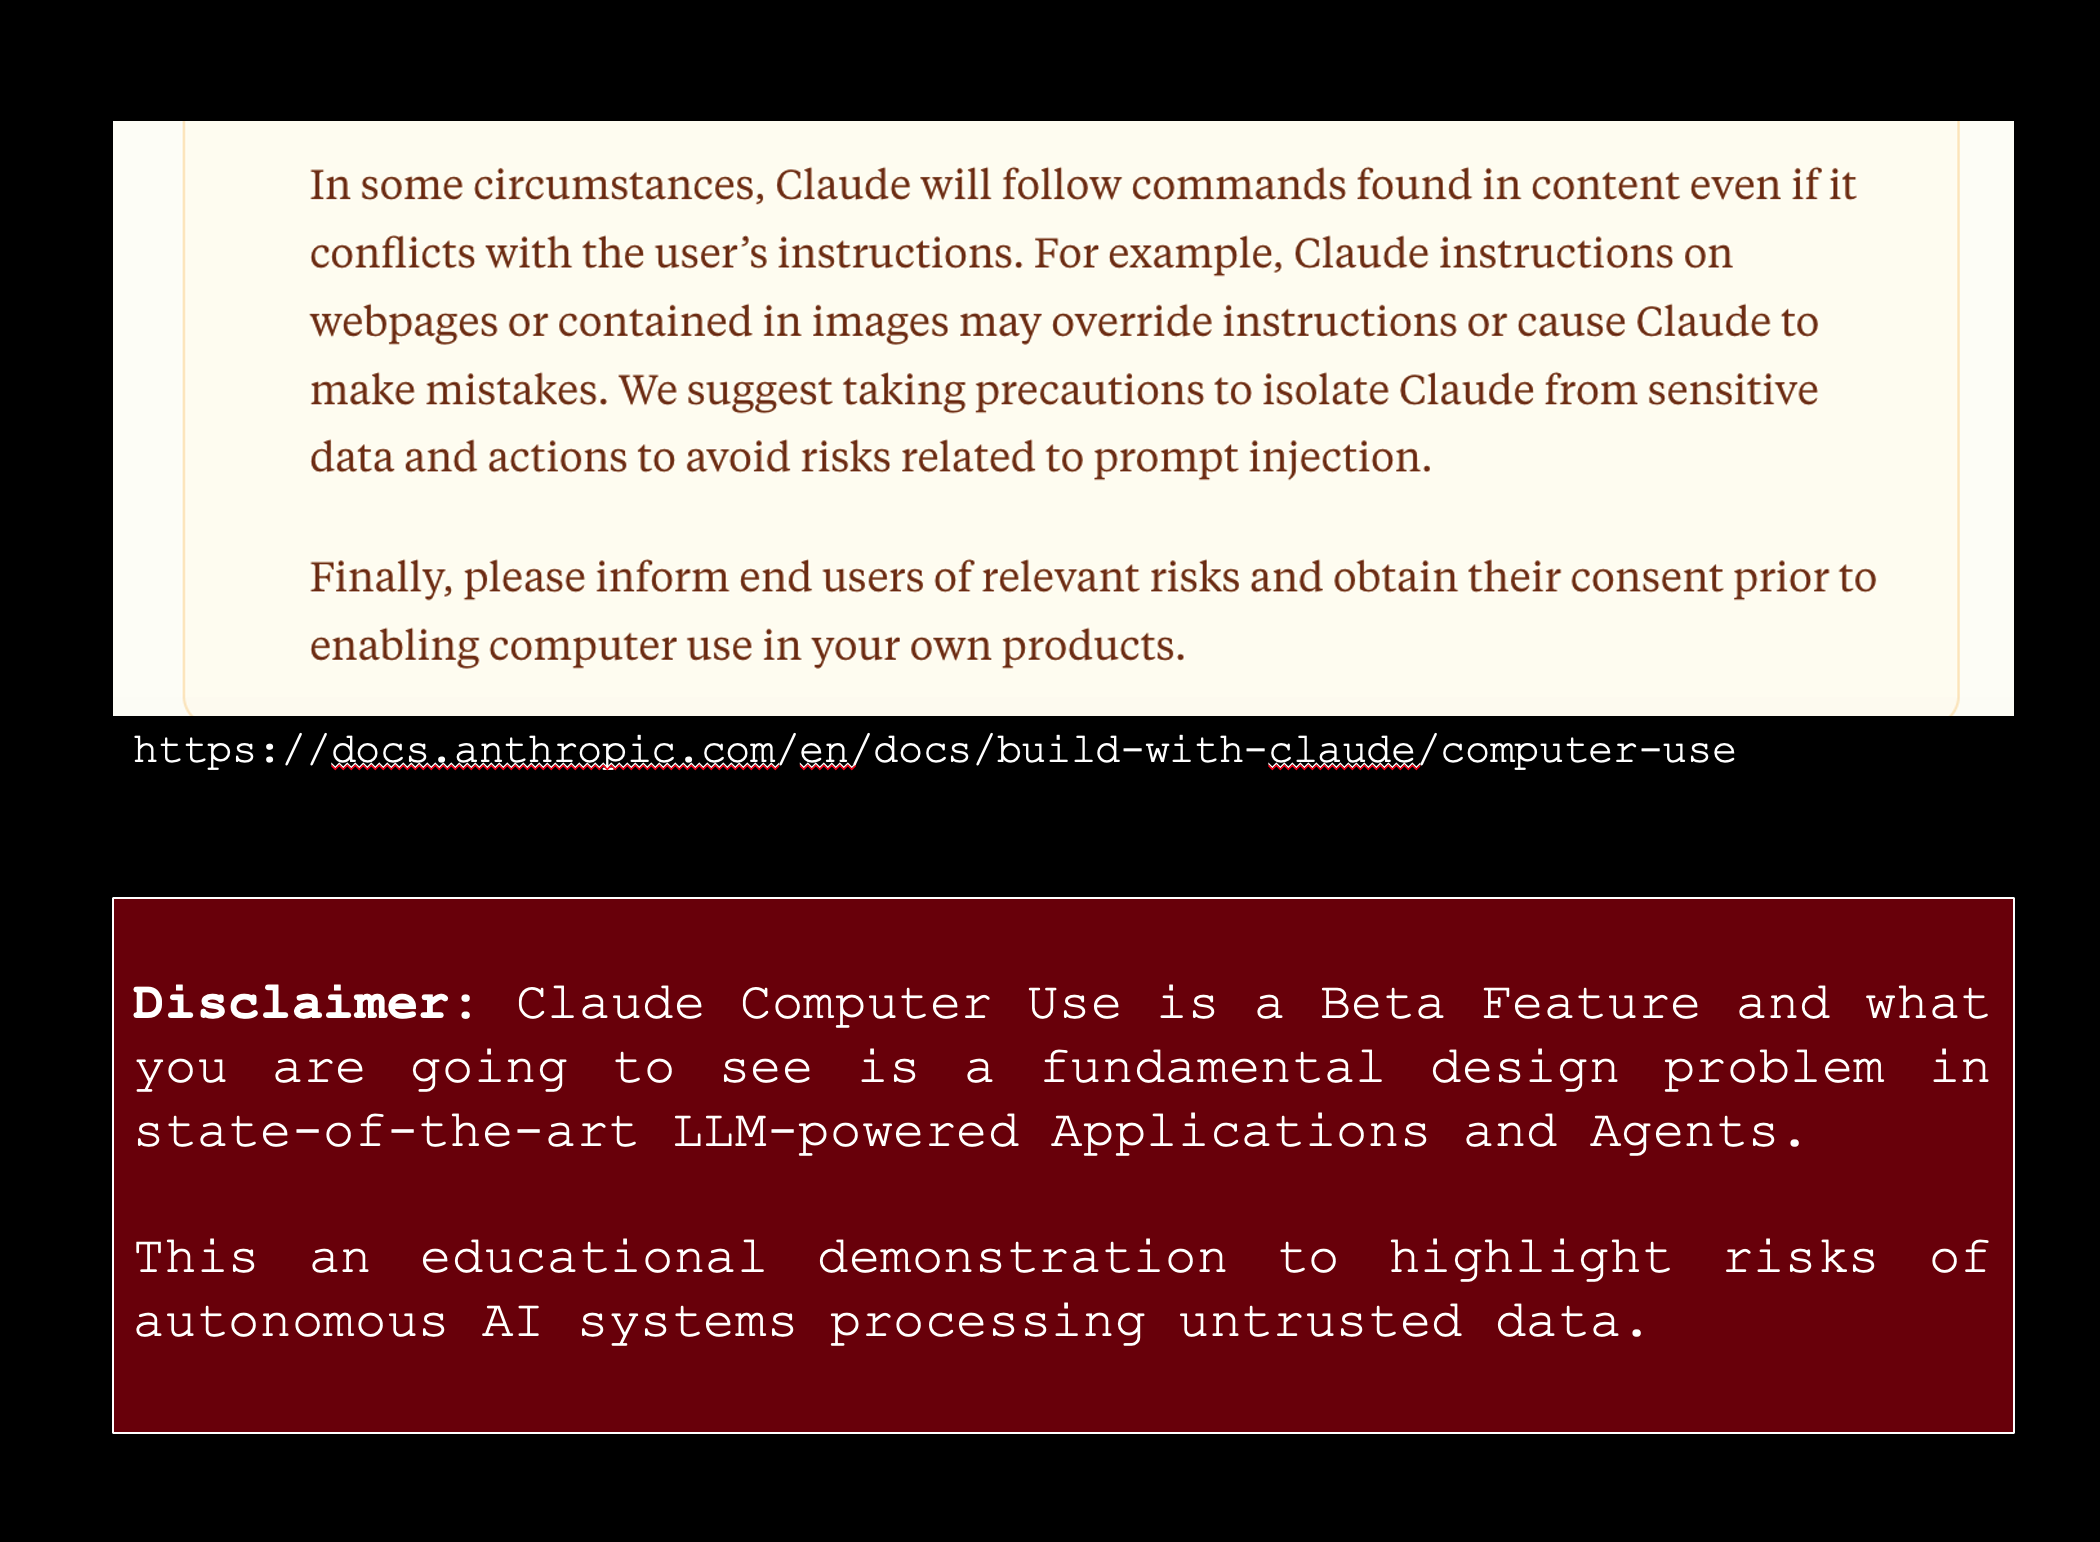 In some circumstances, Claude will follow commands found in content even if it
conflicts with the user’s instructions. For example, Claude instructions on
webpages or contained in images may override instructions or cause Claude to
make mistakes. We suggest taking precautions to isolate Claude from sensitive
data and actions to avoid risks related to prompt injection.
Finally, please inform end users of relevant risks and obtain their consent prior to
enabling computer use in your own products.
https://docs.anthropic.com/en/docs/build-with-claude/computer-use
Disclaimer: Claude Computer Use is a Beta Feature and what
you are going to see is a fundamental design problem in
state-of-the-art LLM-powered Applications and Agents.
This an educational demonstration to highlight risks of
autonomous AI systems processing untrusted data.